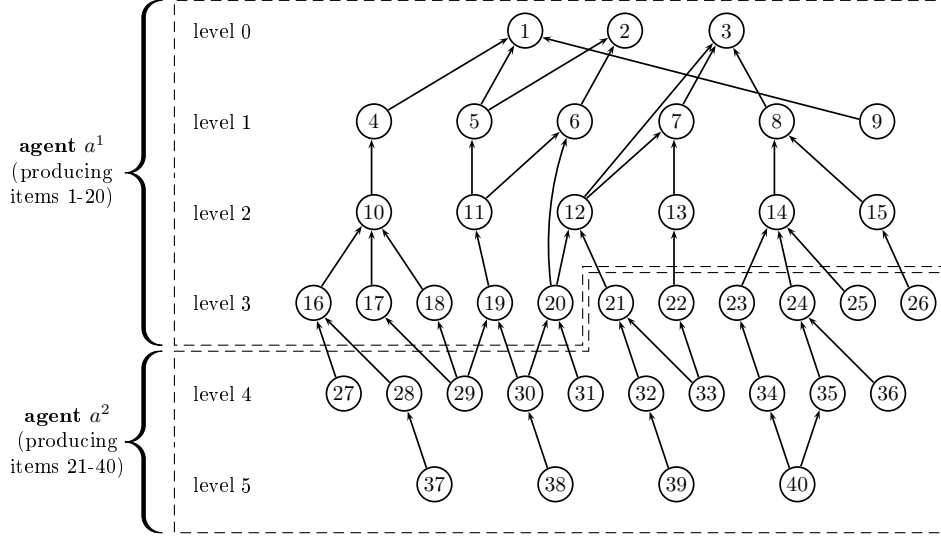 level 0 1 2 3
level 1 4 5 6 7 8 9
agent a¹
(producing
items 1-20)
level 2 10 11 12 13 14 15
level 3 16 17 18 19 20 21 22 23 24 25 26
level 4 27 28 29 30 31 32 33 34 35 36
agent a²
(producing
items 21-40)
level 5 37 38 39 40